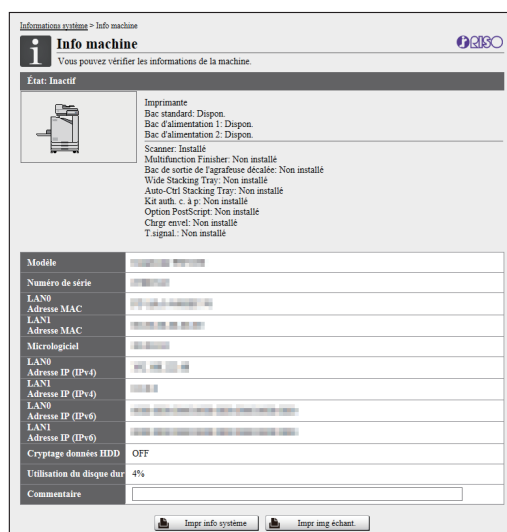 Informations système > Info machine
Info machine
RISO
Vous pouvez vérifier les informations de la machine.
État: Inactif
Imprimante
Bac standard: Dispon.
Bac d'alimentation 1: Dispon.
Bac d'alimentation 2: Dispon.
Scanner: Installé
Multifunction Finisher: Non installé
Bac de sortie de l'agrafeuse décalée: Non installé
Wide Stacking Tray: Non installé
Auto-Ctrl Stacking Tray: Non installé
Kit auth. c. à p: Non installé
Option PostScript: Non installé
Chrgr envel: Non installé
T.signal.: Non installé
Modèle
Numéro de série
LAN0
Adresse MAC
LAN1
Adresse MAC
Micrologiciel
LAN0
Adresse IP (IPv4)
LAN1
Adresse IP (IPv4)
LAN0
Adresse IP (IPv6)
LAN1
Adresse IP (IPv6)
Cryptage données HDD OFF
Utilisation du disque dur 4%
Commentaire
Impr info système Impr img échant.